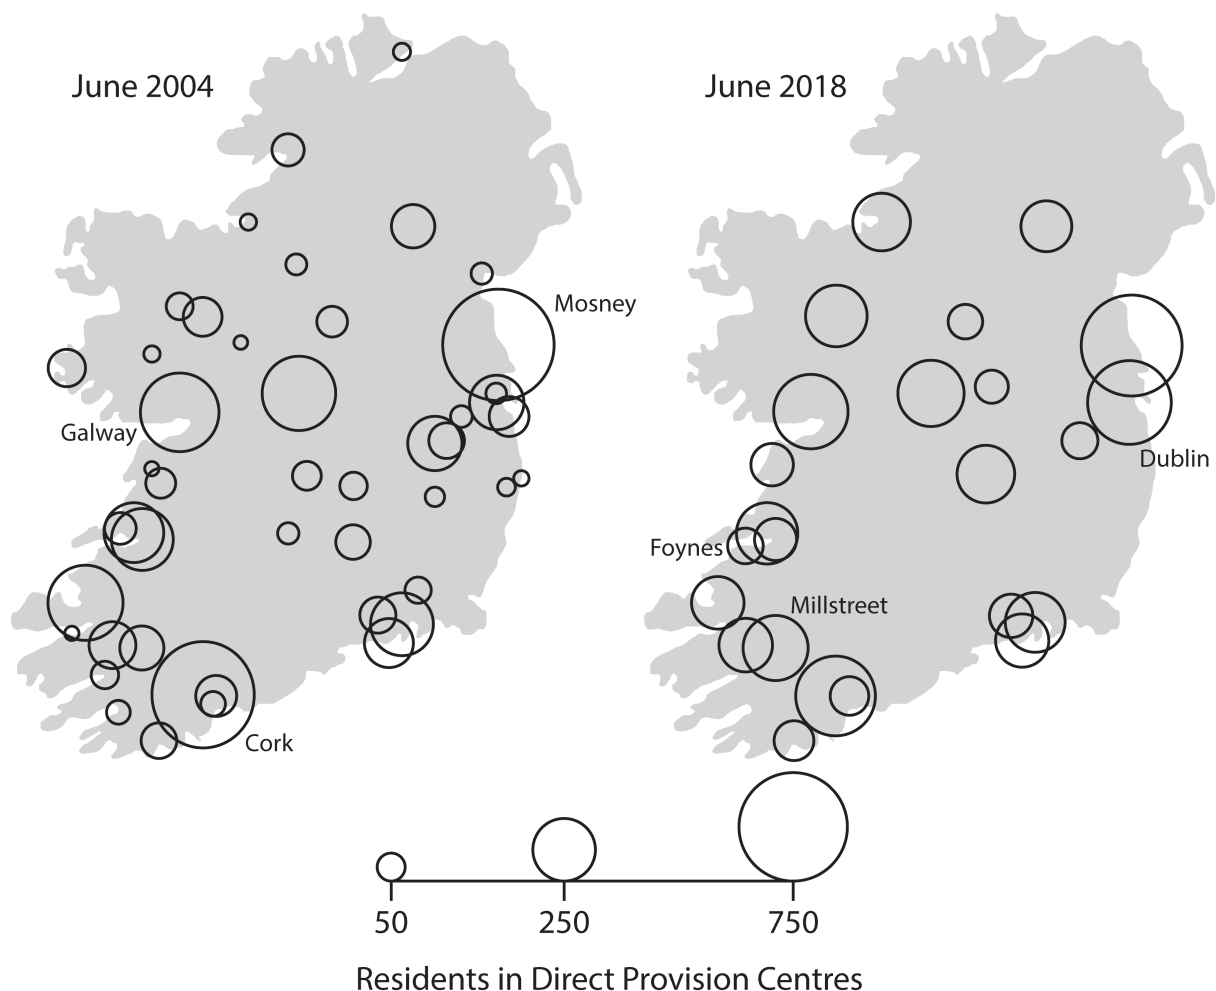 June 2004
June 2018
Mosney
Galway
Dublin
Foynes
Millstreet
Cork
50
250
750
Residents in Direct Provision Centres